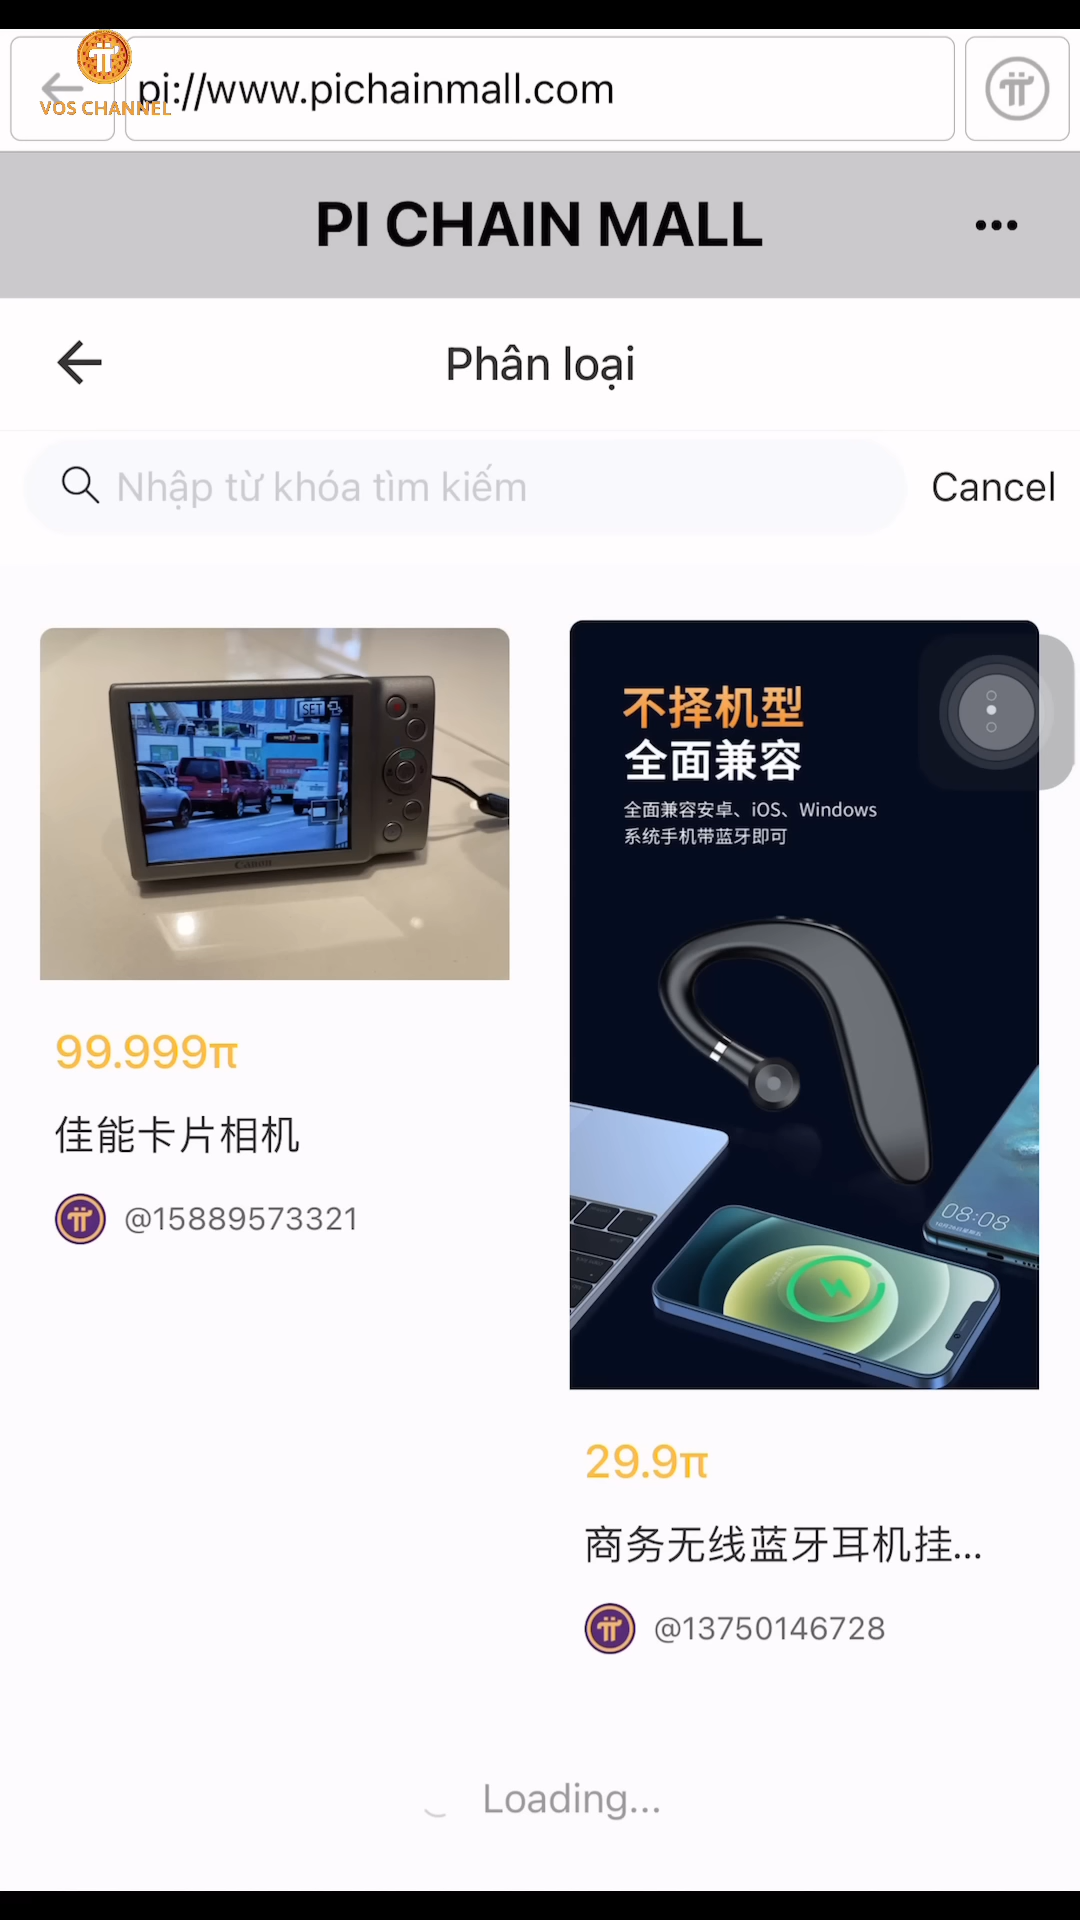 VOS CHANNEL
pi://www.pichainmall.com
PI CHAIN MALL
Phân loại
Nhập từ khóa tìm kiếm
Cancel
SET
Canon
99.999π
佳能卡片相机
@15889573321
不择机型
全面兼容
全面兼容安卓、iOS、Windows
系统手机带蓝牙即可
08:08
29.9π
商务无线蓝牙耳机挂...
@13750146728
Loading...